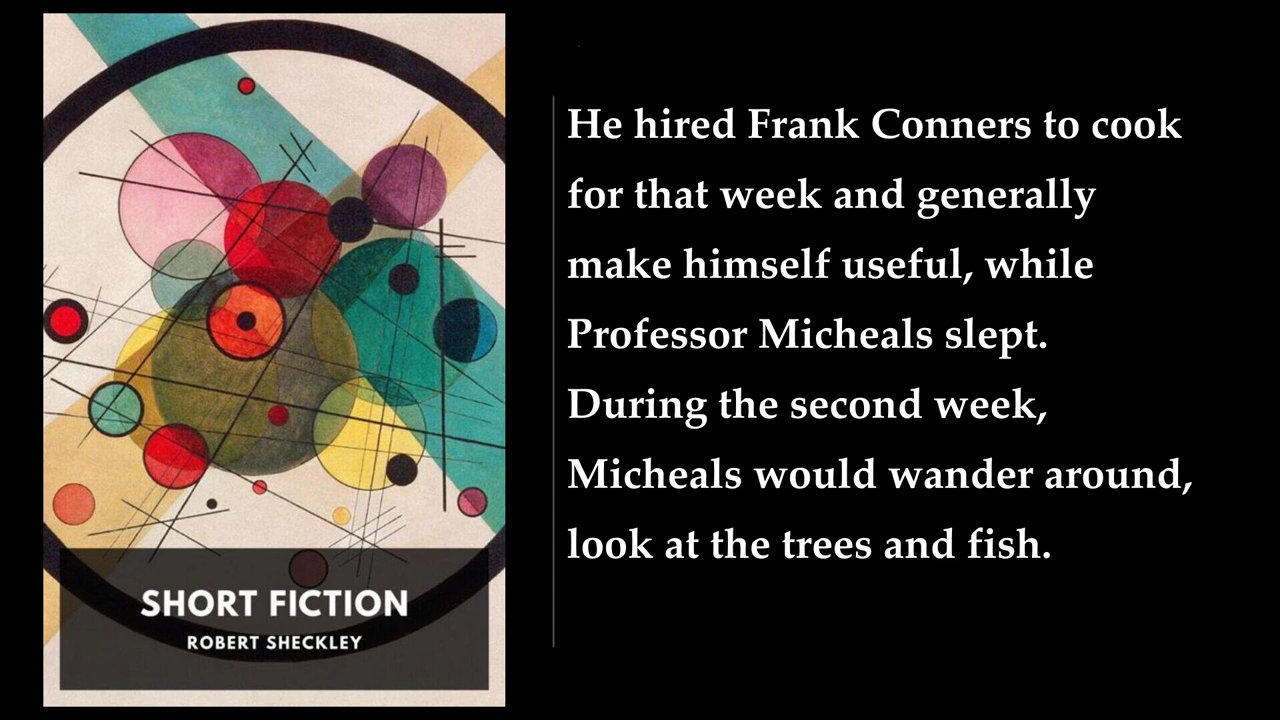 SHORT FICTION
ROBERT SHECKLEY
He hired Frank Conners to cook
for that week and generally
make himself useful, while
Professor Micheals slept.
During the second week,
Micheals would wander around,
look at the trees and fish.